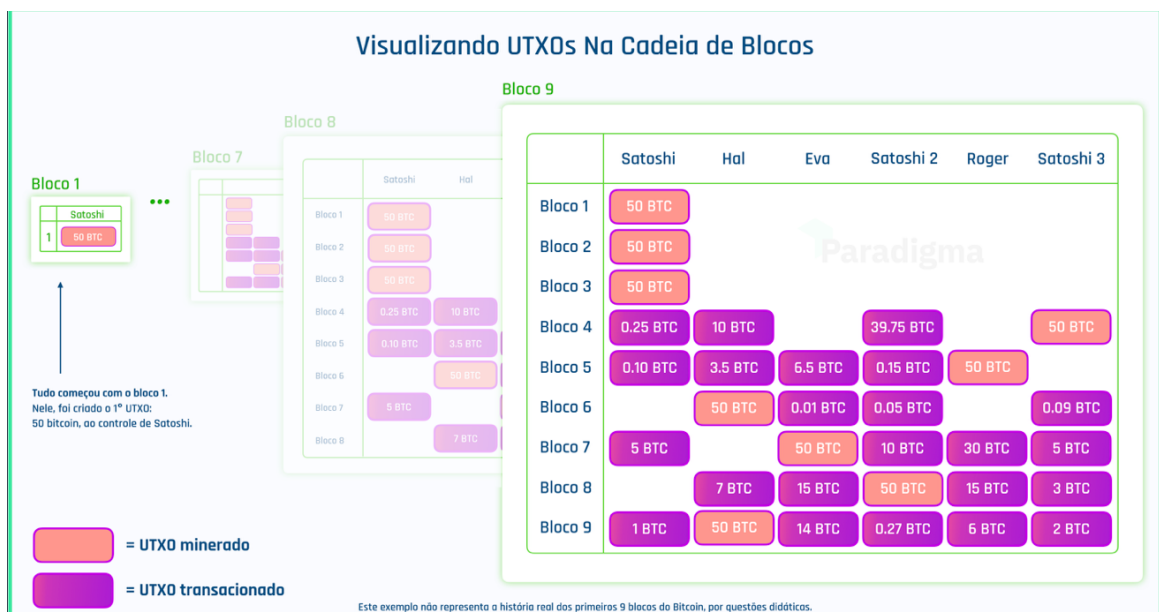 Visualizando UTXOs Na Cadeia de Blocos
Bloco 1
Satoshi
1 50 BTC
Tudo começou com o bloco 1.
Nele, foi criado o 1º UTXO:
50 bitcoin, ao controle de Satoshi.
...
Bloco 7
Bloco 8
Satoshi Hal
Bloco 1 50 BTC
Bloco 2 50 BTC
Bloco 3 50 BTC
Bloco 4 0.25 BTC 10 BTC
Bloco 5 0.10 BTC 3.5 BTC
Bloco 6 50 BTC
Bloco 7 5 BTC
Bloco 8 7 BTC
Bloco 9
Satoshi Hal Eva Satoshi 2 Roger Satoshi 3
Bloco 1 50 BTC
Bloco 2 50 BTC
Bloco 3 50 BTC
Bloco 4 0.25 BTC 10 BTC 39.75 BTC 50 BTC
Bloco 5 0.10 BTC 3.5 BTC 6.5 BTC 0.15 BTC 50 BTC
Bloco 6 50 BTC 0.01 BTC 0.05 BTC 0.09 BTC
Bloco 7 5 BTC 50 BTC 10 BTC 30 BTC 5 BTC
Bloco 8 7 BTC 15 BTC 50 BTC 15 BTC 3 BTC
Bloco 9 1 BTC 50 BTC 14 BTC 0.27 BTC 6 BTC 2 BTC
Paradigma
= UTXO minerado
= UTXO transacionado
Este exemplo não representa a história real dos primeiros 9 blocos do Bitcoin, por questões didáticas.